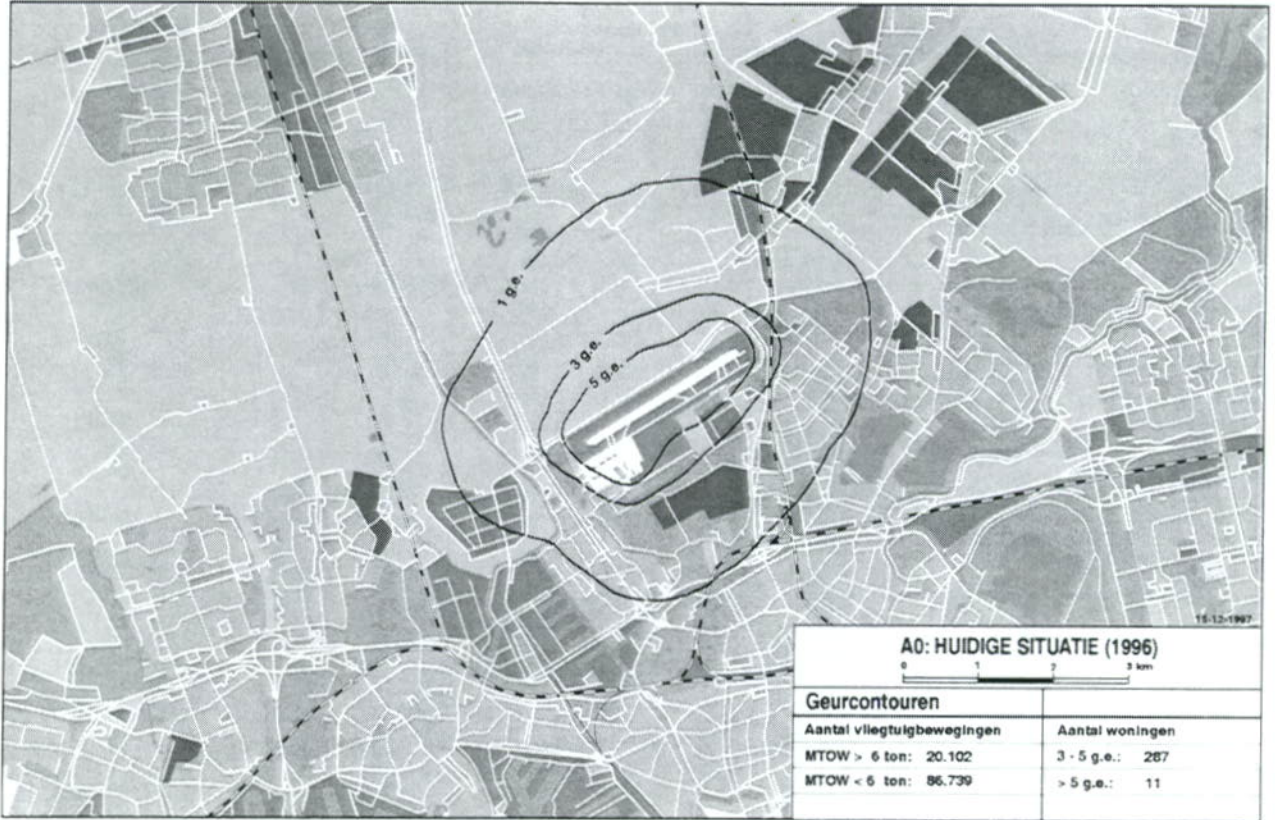 1 g.e.
3 g.e.
5 g.e.
15-12-1997
A0: HUIDIGE SITUATIE (1996)
0 1 2 3 km
Geurcontouren
Aantal vliegtuigbewegingen Aantal woningen
MTOW > 6 ton: 20.102 3 - 5 g.e.: 287
MTOW < 6 ton: 86.739 > 5 g.e.: 11